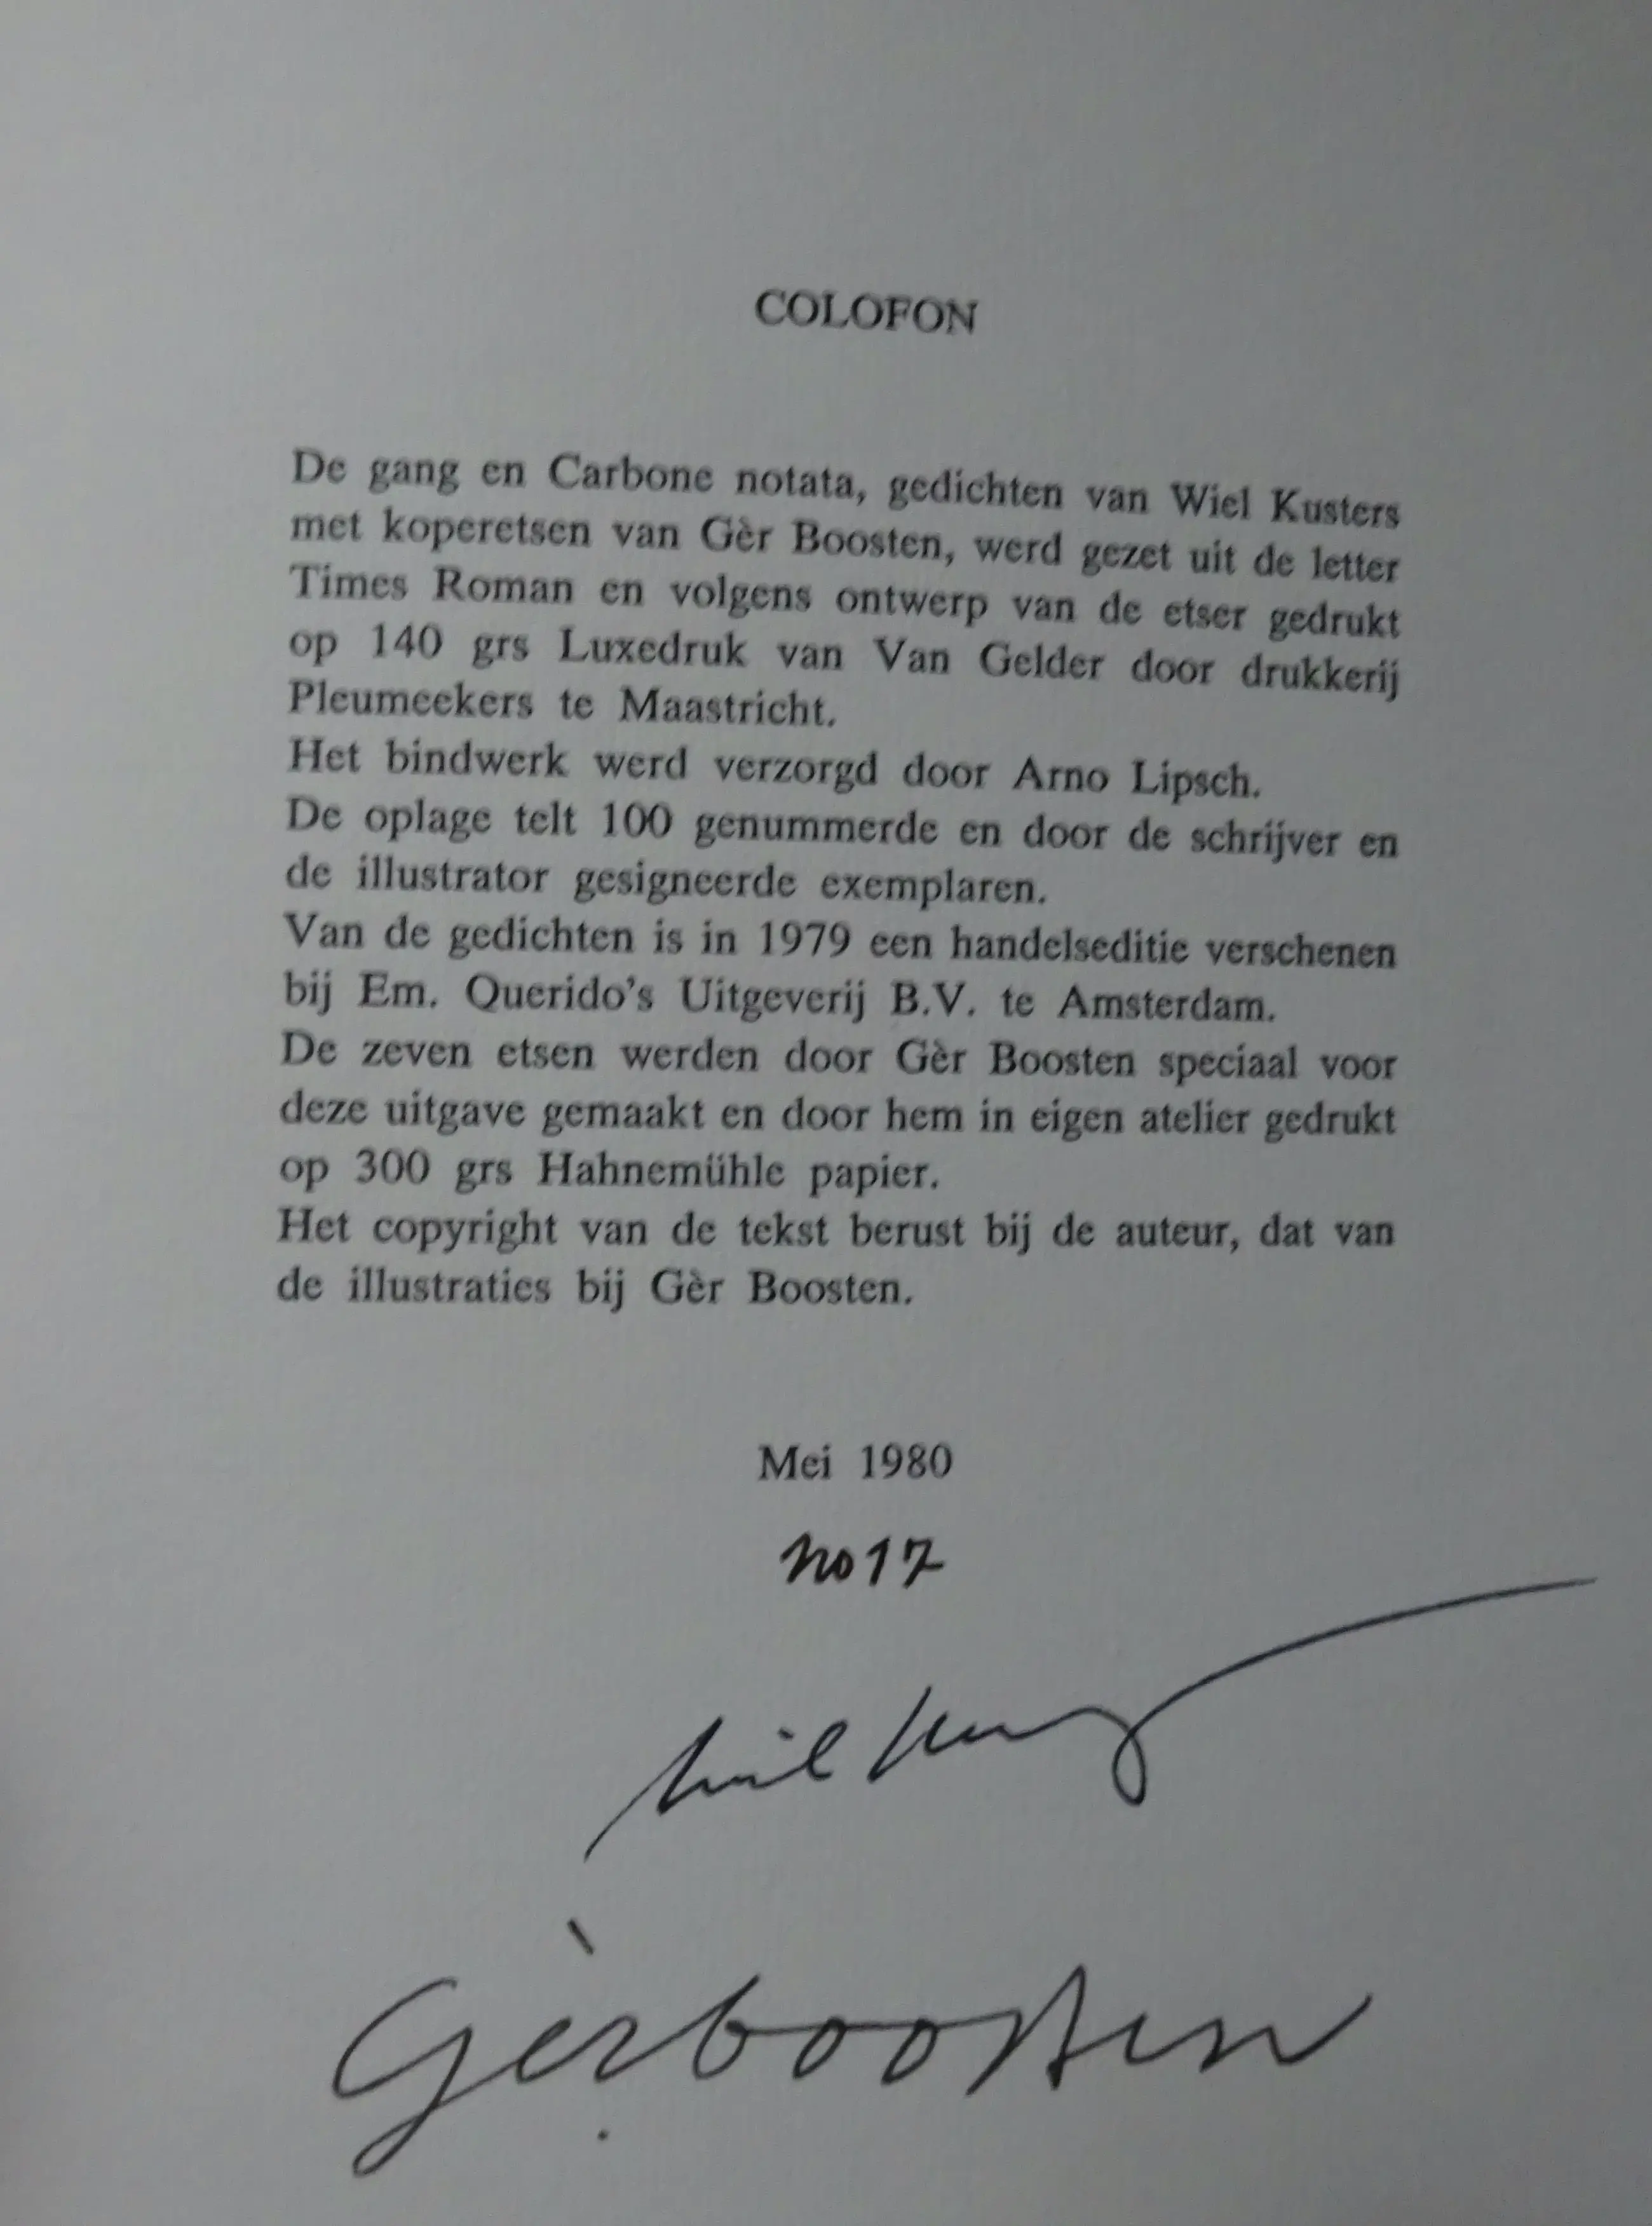 COLOFON
De gang en Carbone notata, gedichten van Wiel Kusters
met koperetsen van Gèr Boosten, werd gezet uit de letter
Times Roman en volgens ontwerp van de etser gedrukt
op 140 grs Luxedruk van Van Gelder door drukkerij
Pleumeekers te Maastricht.
Het bindwerk werd verzorgd door Arno Lipsch.
De oplage telt 100 genummerde en door de schrijver en
de illustrator gesigneerde exemplaren.
Van de gedichten is in 1979 een handelseditie verschenen
bij Em. Querido's Uitgeverij B.V. te Amsterdam.
De zeven etsen werden door Gèr Boosten speciaal voor
deze uitgave gemaakt en door hem in eigen atelier gedrukt
op 300 grs Hahnemühle papier.
Het copyright van de tekst berust bij de auteur, dat van
de illustraties bij Gèr Boosten.
Mei 1980
no 17
Gèr boosten